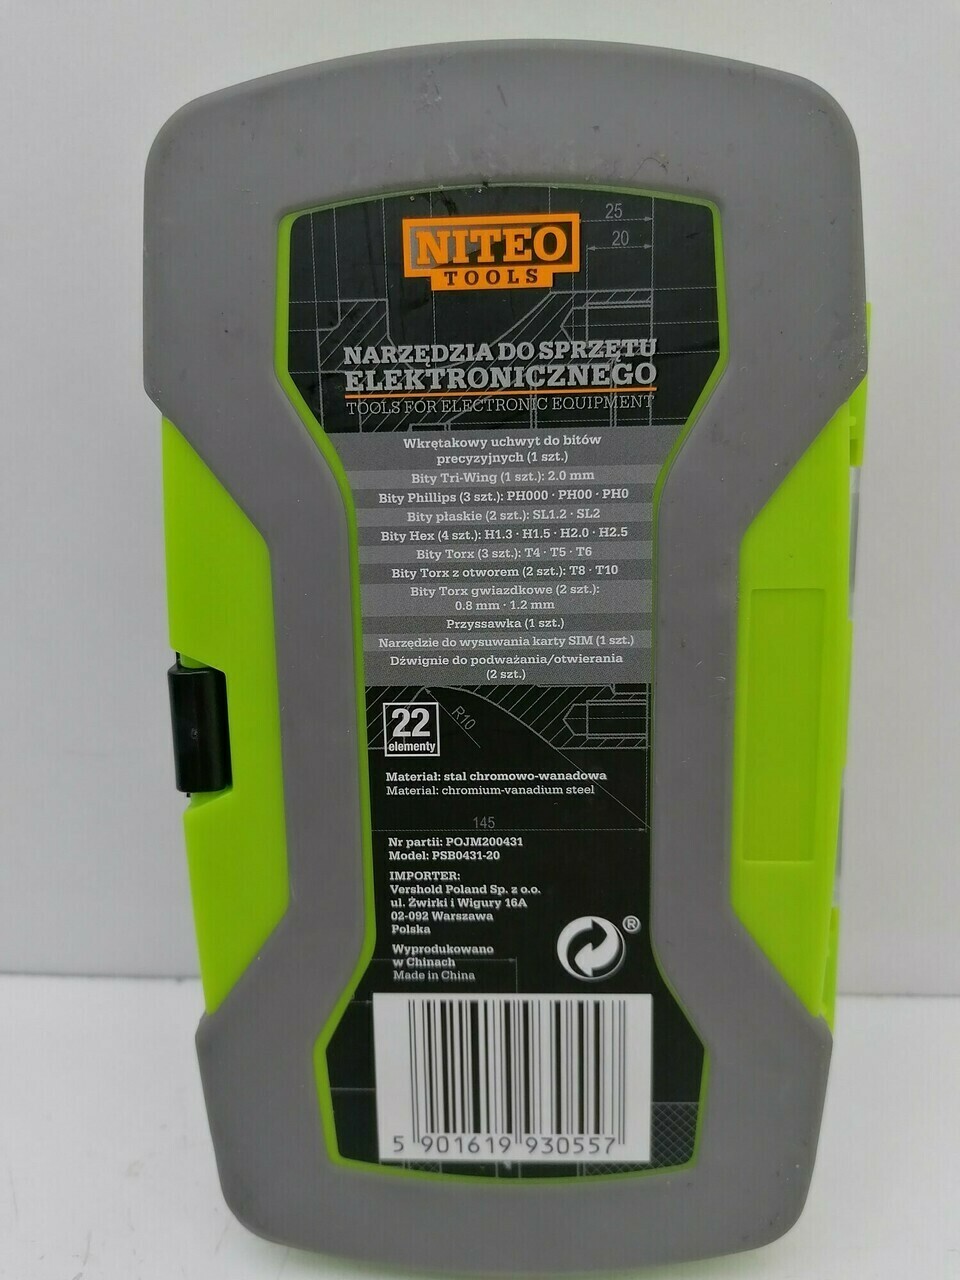 25
20
NITEO
TOOLS
NARZĘDZIA DO SPRZĘTU
ELEKTRONICZNEGO
TOOLS FOR ELECTRONIC EQUIPMENT
Wkrętakowy uchwyt do bitów
precyzyjnych (1 szt.)
Bity Tri-Wing (1 szt.): 2.0 mm
Bity Phillips (3 szt.): PH000 · PH00 · PH0
Bity płaskie (2 szt.): SL1.2 · SL2
Bity Hex (4 szt.): H1.3 · H1.5 · H2.0 · H2.5
Bity Torx (3 szt.): T4 · T5 · T6
Bity Torx z otworem (2 szt.): T8 · T10
Bity Torx gwiazdkowe (2 szt.):
0.8 mm · 1.2 mm
Przyssawka (1 szt.)
Narzędzie do wysuwania karty SIM (1 szt.)
Dźwignie do podważania/otwierania
(2 szt.)
R10
22
elementy
Materiał: stal chromowo-wanadowa
Material: chromium-vanadium steel
145
Nr partii: POJM200431
Model: PSB0431-20
IMPORTER:
Vershold Poland Sp. z o.o.
ul. Żwirki i Wigury 16A
02-092 Warszawa
Polska
®
Wyprodukowano
w Chinach
Made in China
5 901619 930557